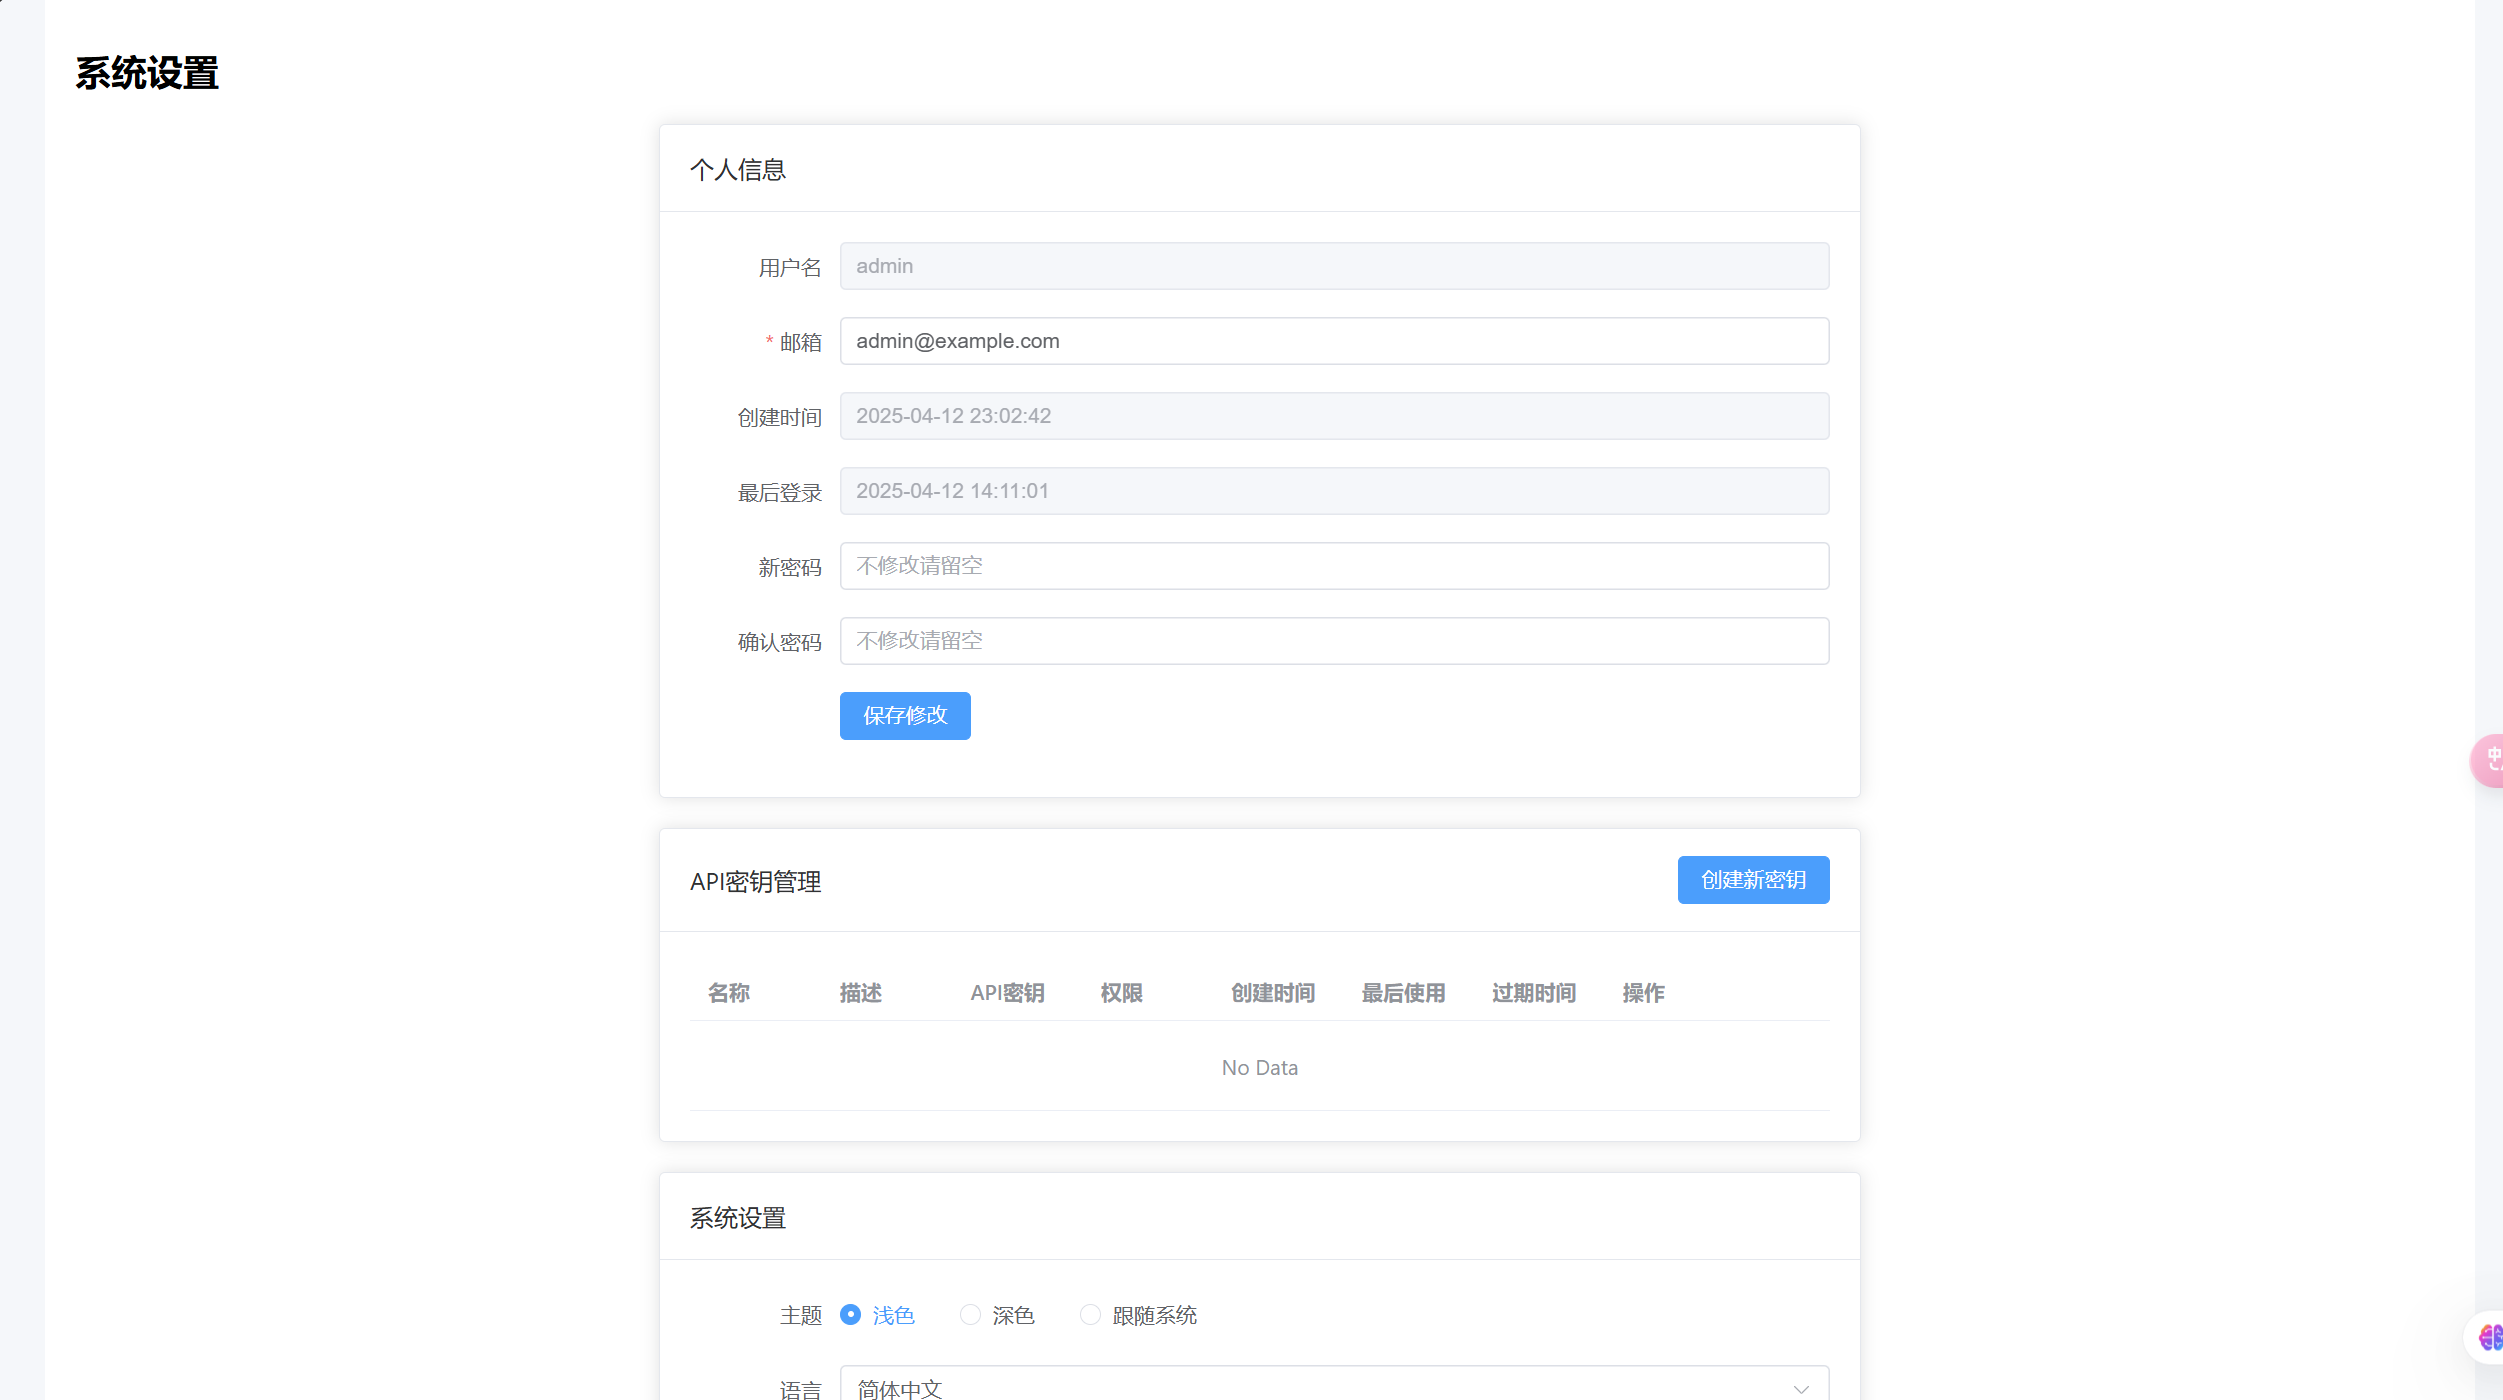 系统设置
个人信息
用户名 admin
* 邮箱 admin@example.com
创建时间 2025-04-12 23:02:42
最后登录 2025-04-12 14:11:01
新密码 不修改请留空
确认密码 不修改请留空
保存修改
API密钥管理 创建新密钥
名称 描述 API密钥 权限 创建时间 最后使用 过期时间 操作
No Data
系统设置
主题 浅色 深色 跟随系统
语言 简体中文
中